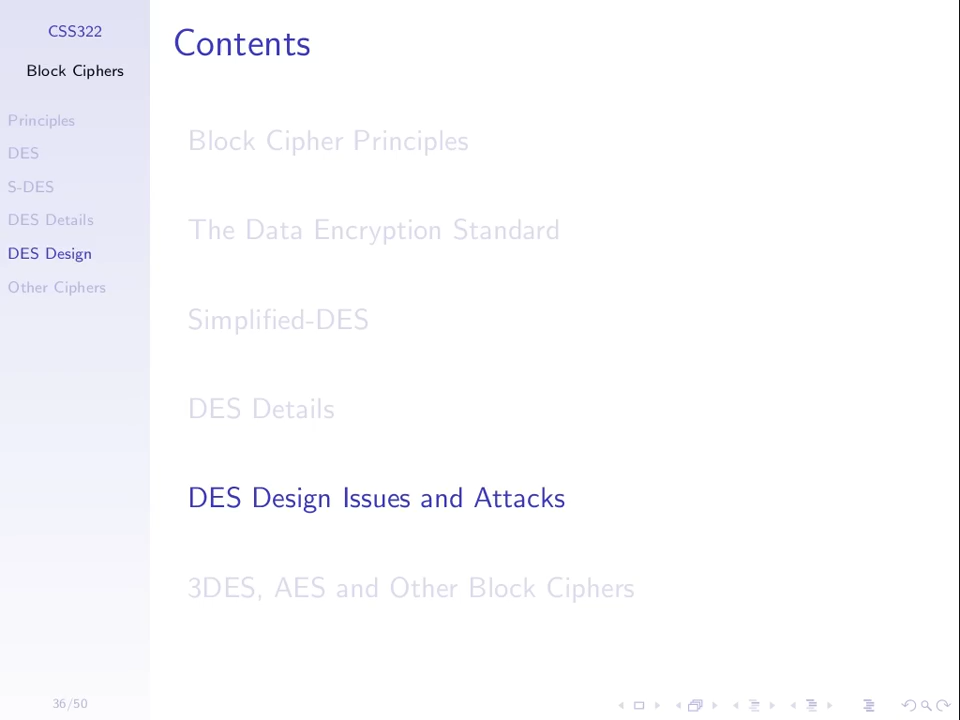 CSS322
Block Ciphers
Principles
DES
S-DES
DES Details
DES Design
Other Ciphers
36/50
Contents
Block Cipher Principles
The Data Encryption Standard
Simplified-DES
DES Details
DES Design Issues and Attacks
3DES, AES and Other Block Ciphers